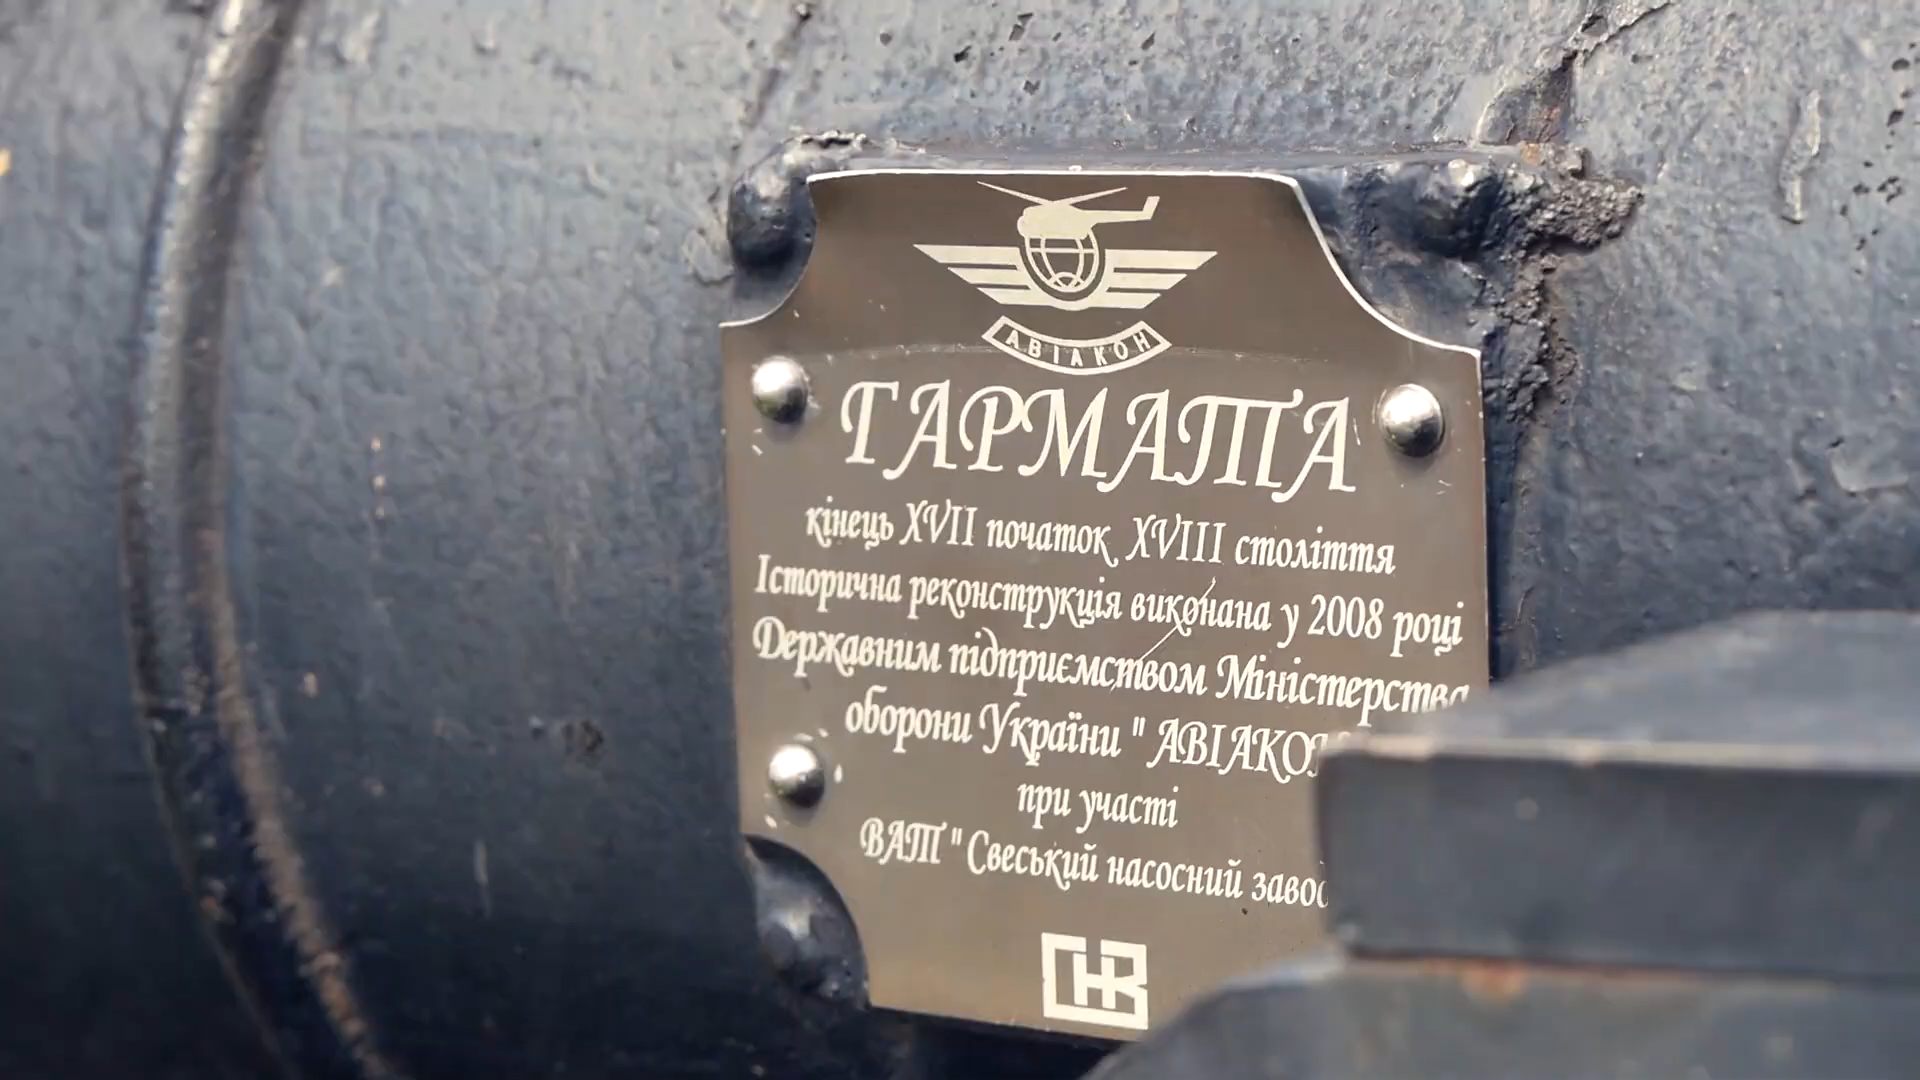 АВІАКОН
ГАРМАТА
кінець XVII початок XVIII століття
Історична реконструкція виконана у 2008 році
Державним підприємством Міністерства
оборони України "
при участі
ВАТ "Свеський насосний
СНЗ